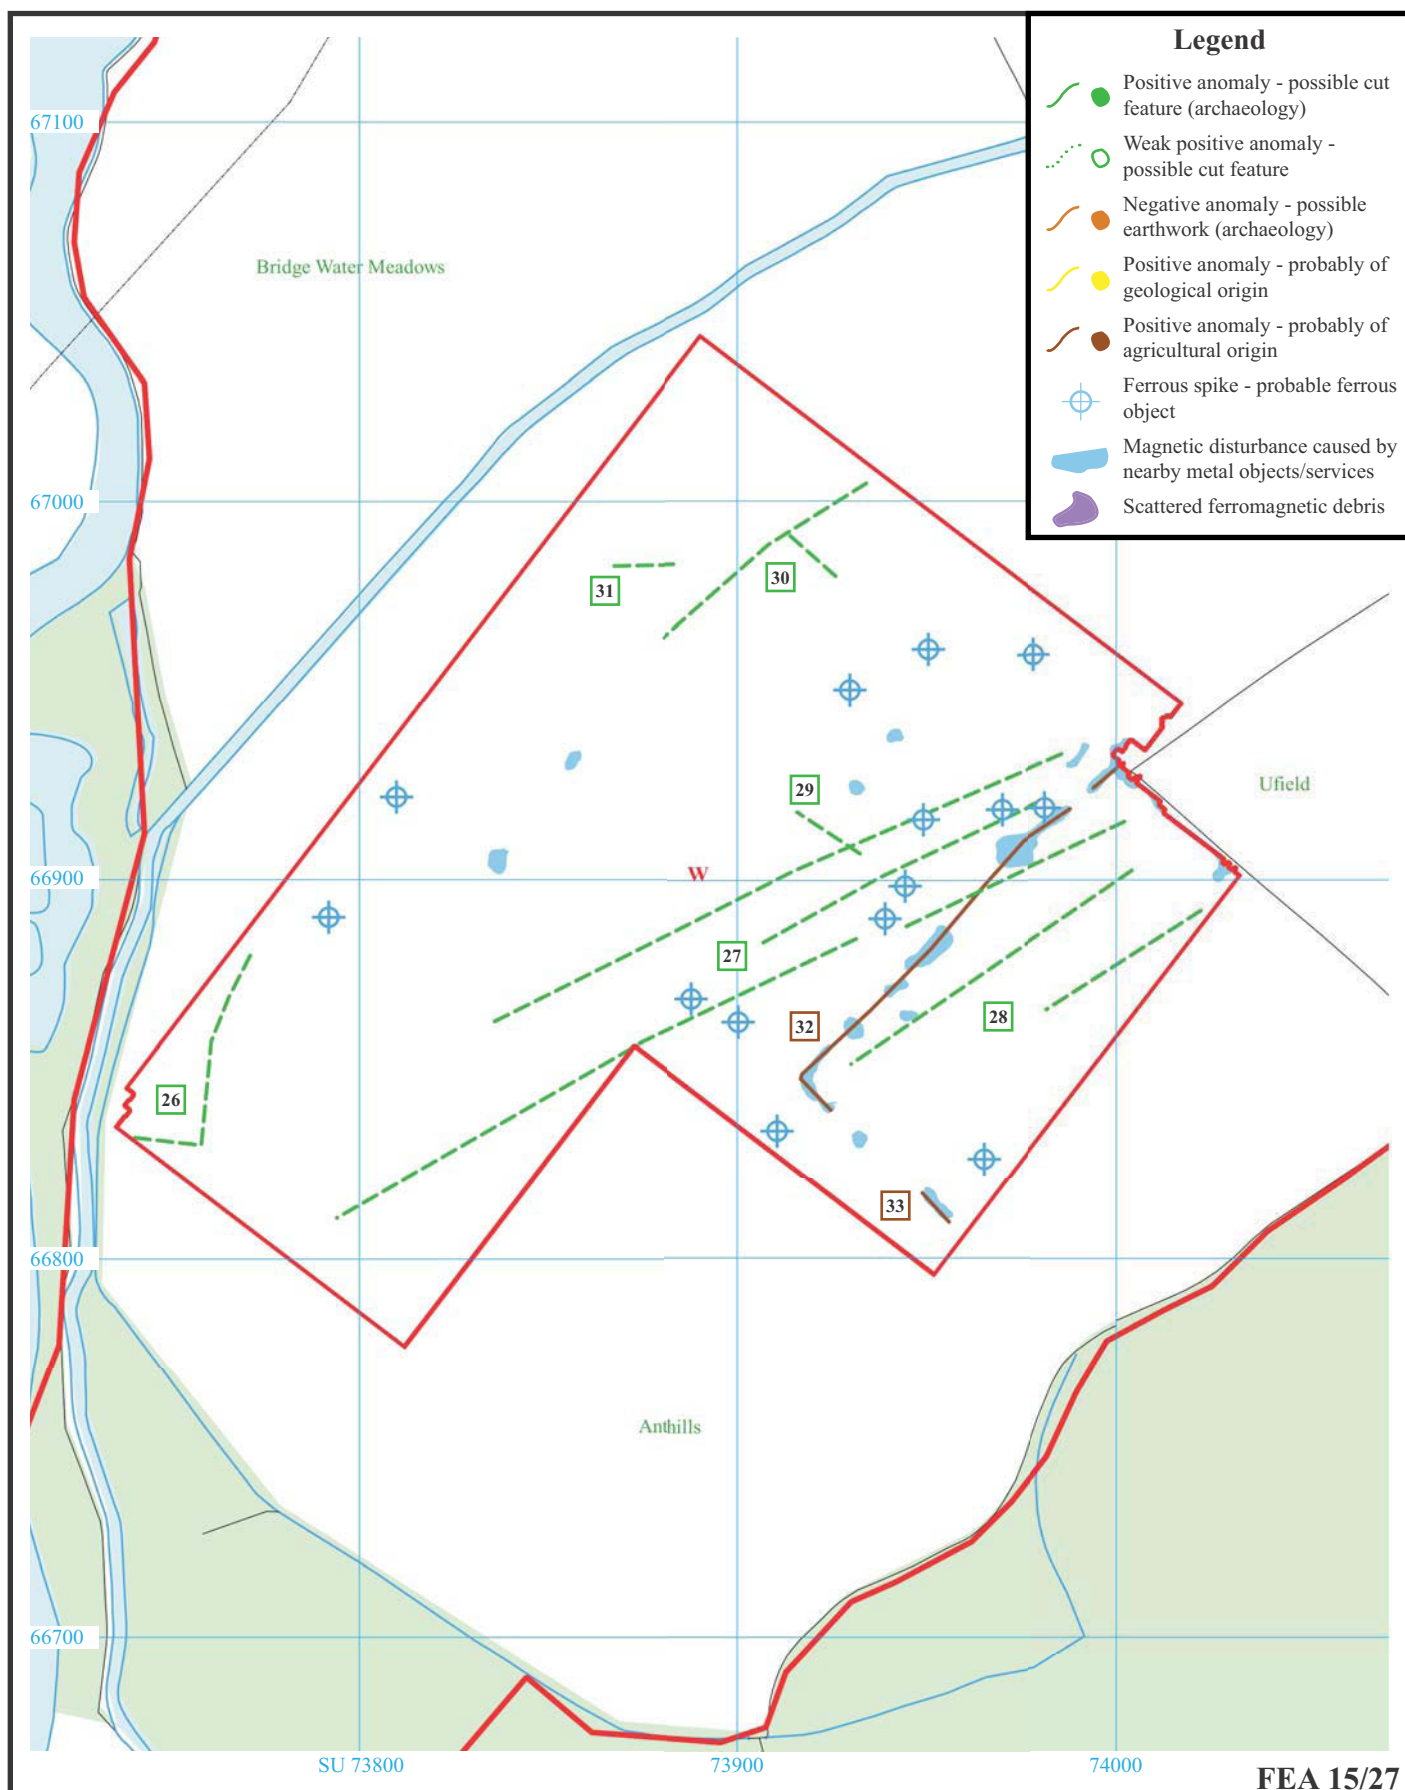 Legend
Positive anomaly - possible cut
feature (archaeology)
Weak positive anomaly -
possible cut feature
Negative anomaly - possible
earthwork (archaeology)
Positive anomaly - probably of
geological origin
Positive anomaly - probably of
agricultural origin
Ferrous spike - probable ferrous
object
Magnetic disturbance caused by
nearby metal objects/services
Scattered ferromagnetic debris
67100
Bridge Water Meadows
67000
31
30
29
Ufield
66900
W
27
32
28
26
33
66800
Anthills
66700
SU 73800
73900
74000
FEA 15/27